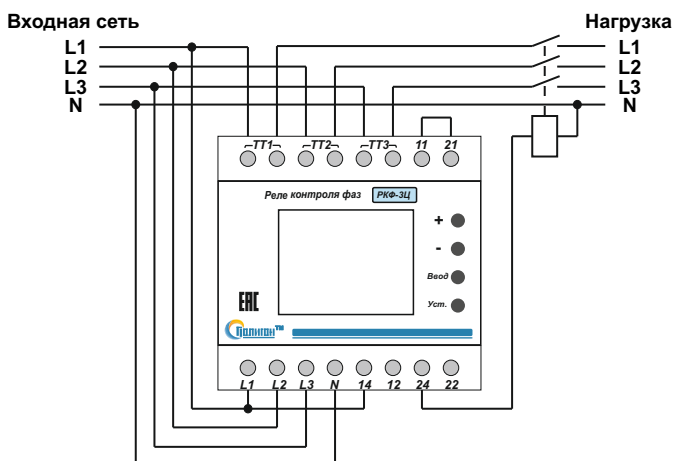 Входная сеть
Нагрузка
L1
L1
L2
L2
L3
L3
N
N
ТТ1
ТТ2
ТТ3
11
21
Реле контроля фаз
РКФ-3Ц
+
-
Ввод
Уст.
ЕАС
Полигон™
L1
L2
L3
N
14
12
24
22